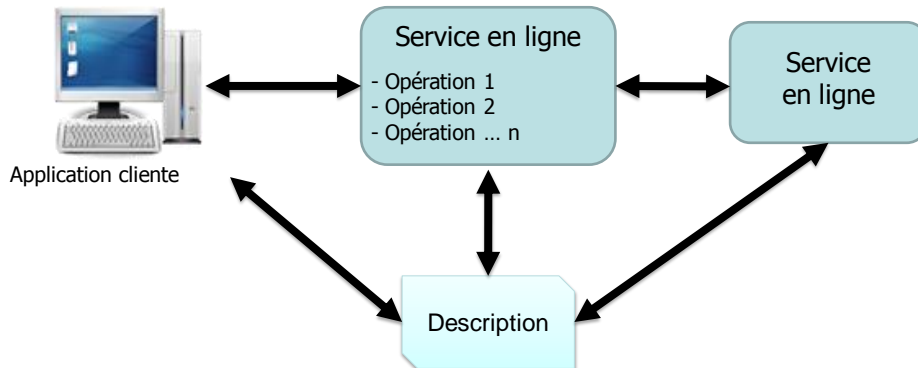 Service en ligne
- Opération 1
- Opération 2
- Opération … n
Service
en ligne
Application cliente
Description